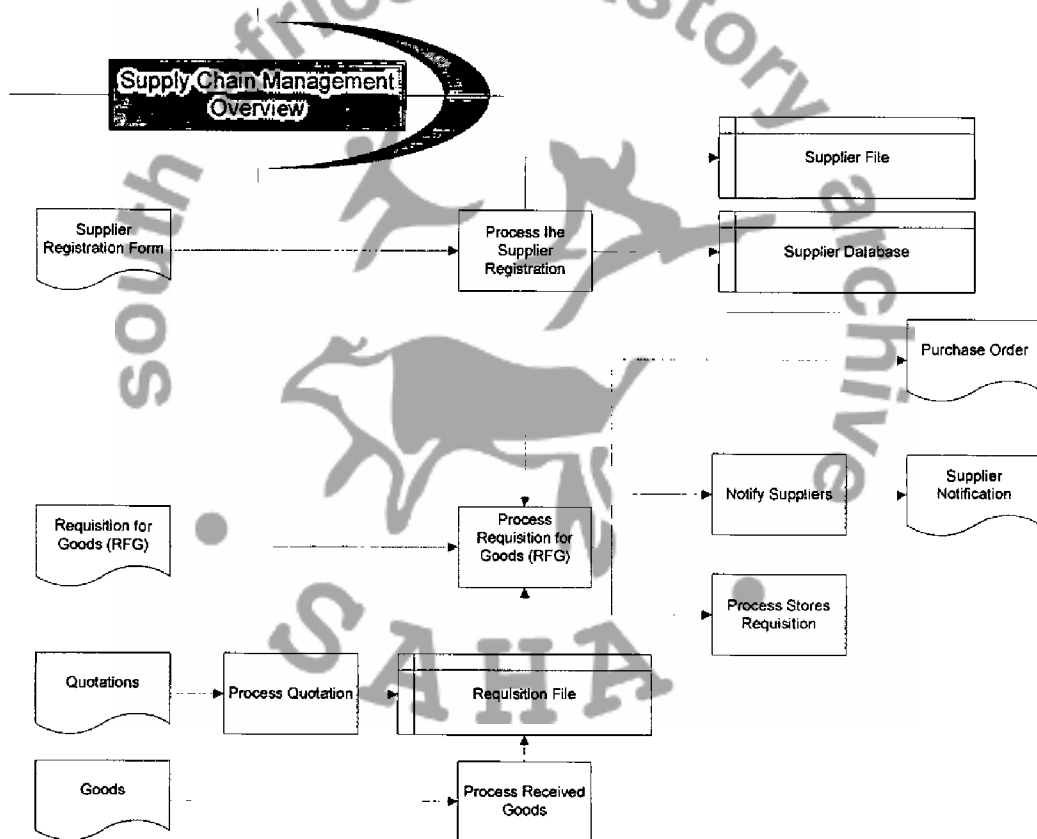 Supply Chain Management
Overview
Supplier File
Supplier
Registration Form
Process the
Supplier
Registration
Supplier Database
Purchase Order
Notify Suppliers
Supplier
Notification
Requisition for
Goods (RFG)
Process
Requisition for
Goods (RFG)
Process Stores
Requisition
Quotations
Process Quotation
Requisition File
Goods
Process Received
Goods
south african history archive
SAHA